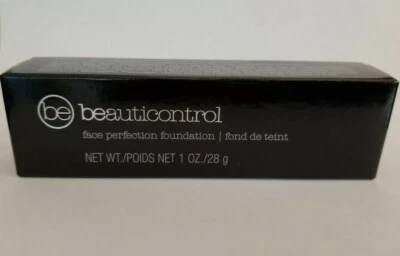 be beauticontrol
face perfection foundation | fond de teint
NET WT./POIDS NET 1 OZ./28 g